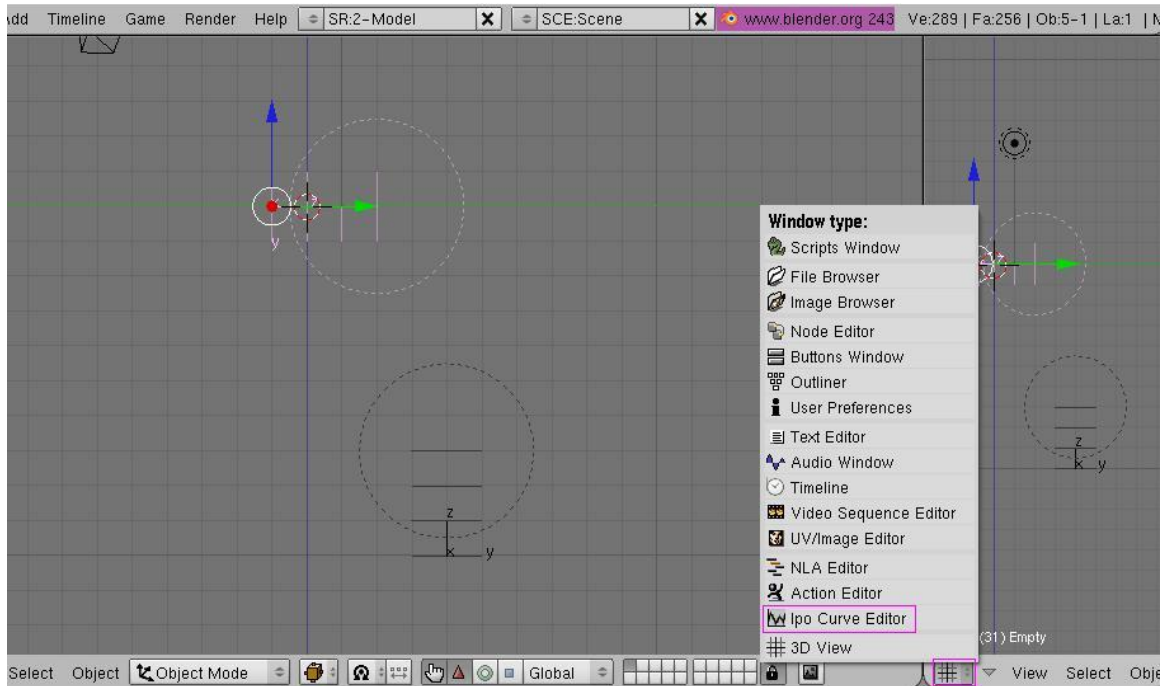 Timeline Game Render Help SR:2-Model SCE:Scene www.blender.org 243 Ve:289 | Fa:256 | Ob:5-1 | La:1 |
y
z
x y
z
x y
Window type:
Scripts Window
File Browser
Image Browser
Node Editor
Buttons Window
Outliner
User Preferences
Text Editor
Audio Window
Timeline
Video Sequence Editor
UV/Image Editor
NLA Editor
Action Editor
Ipo Curve Editor
3D View
(31) Empty
Select Object Object Mode Global View Select